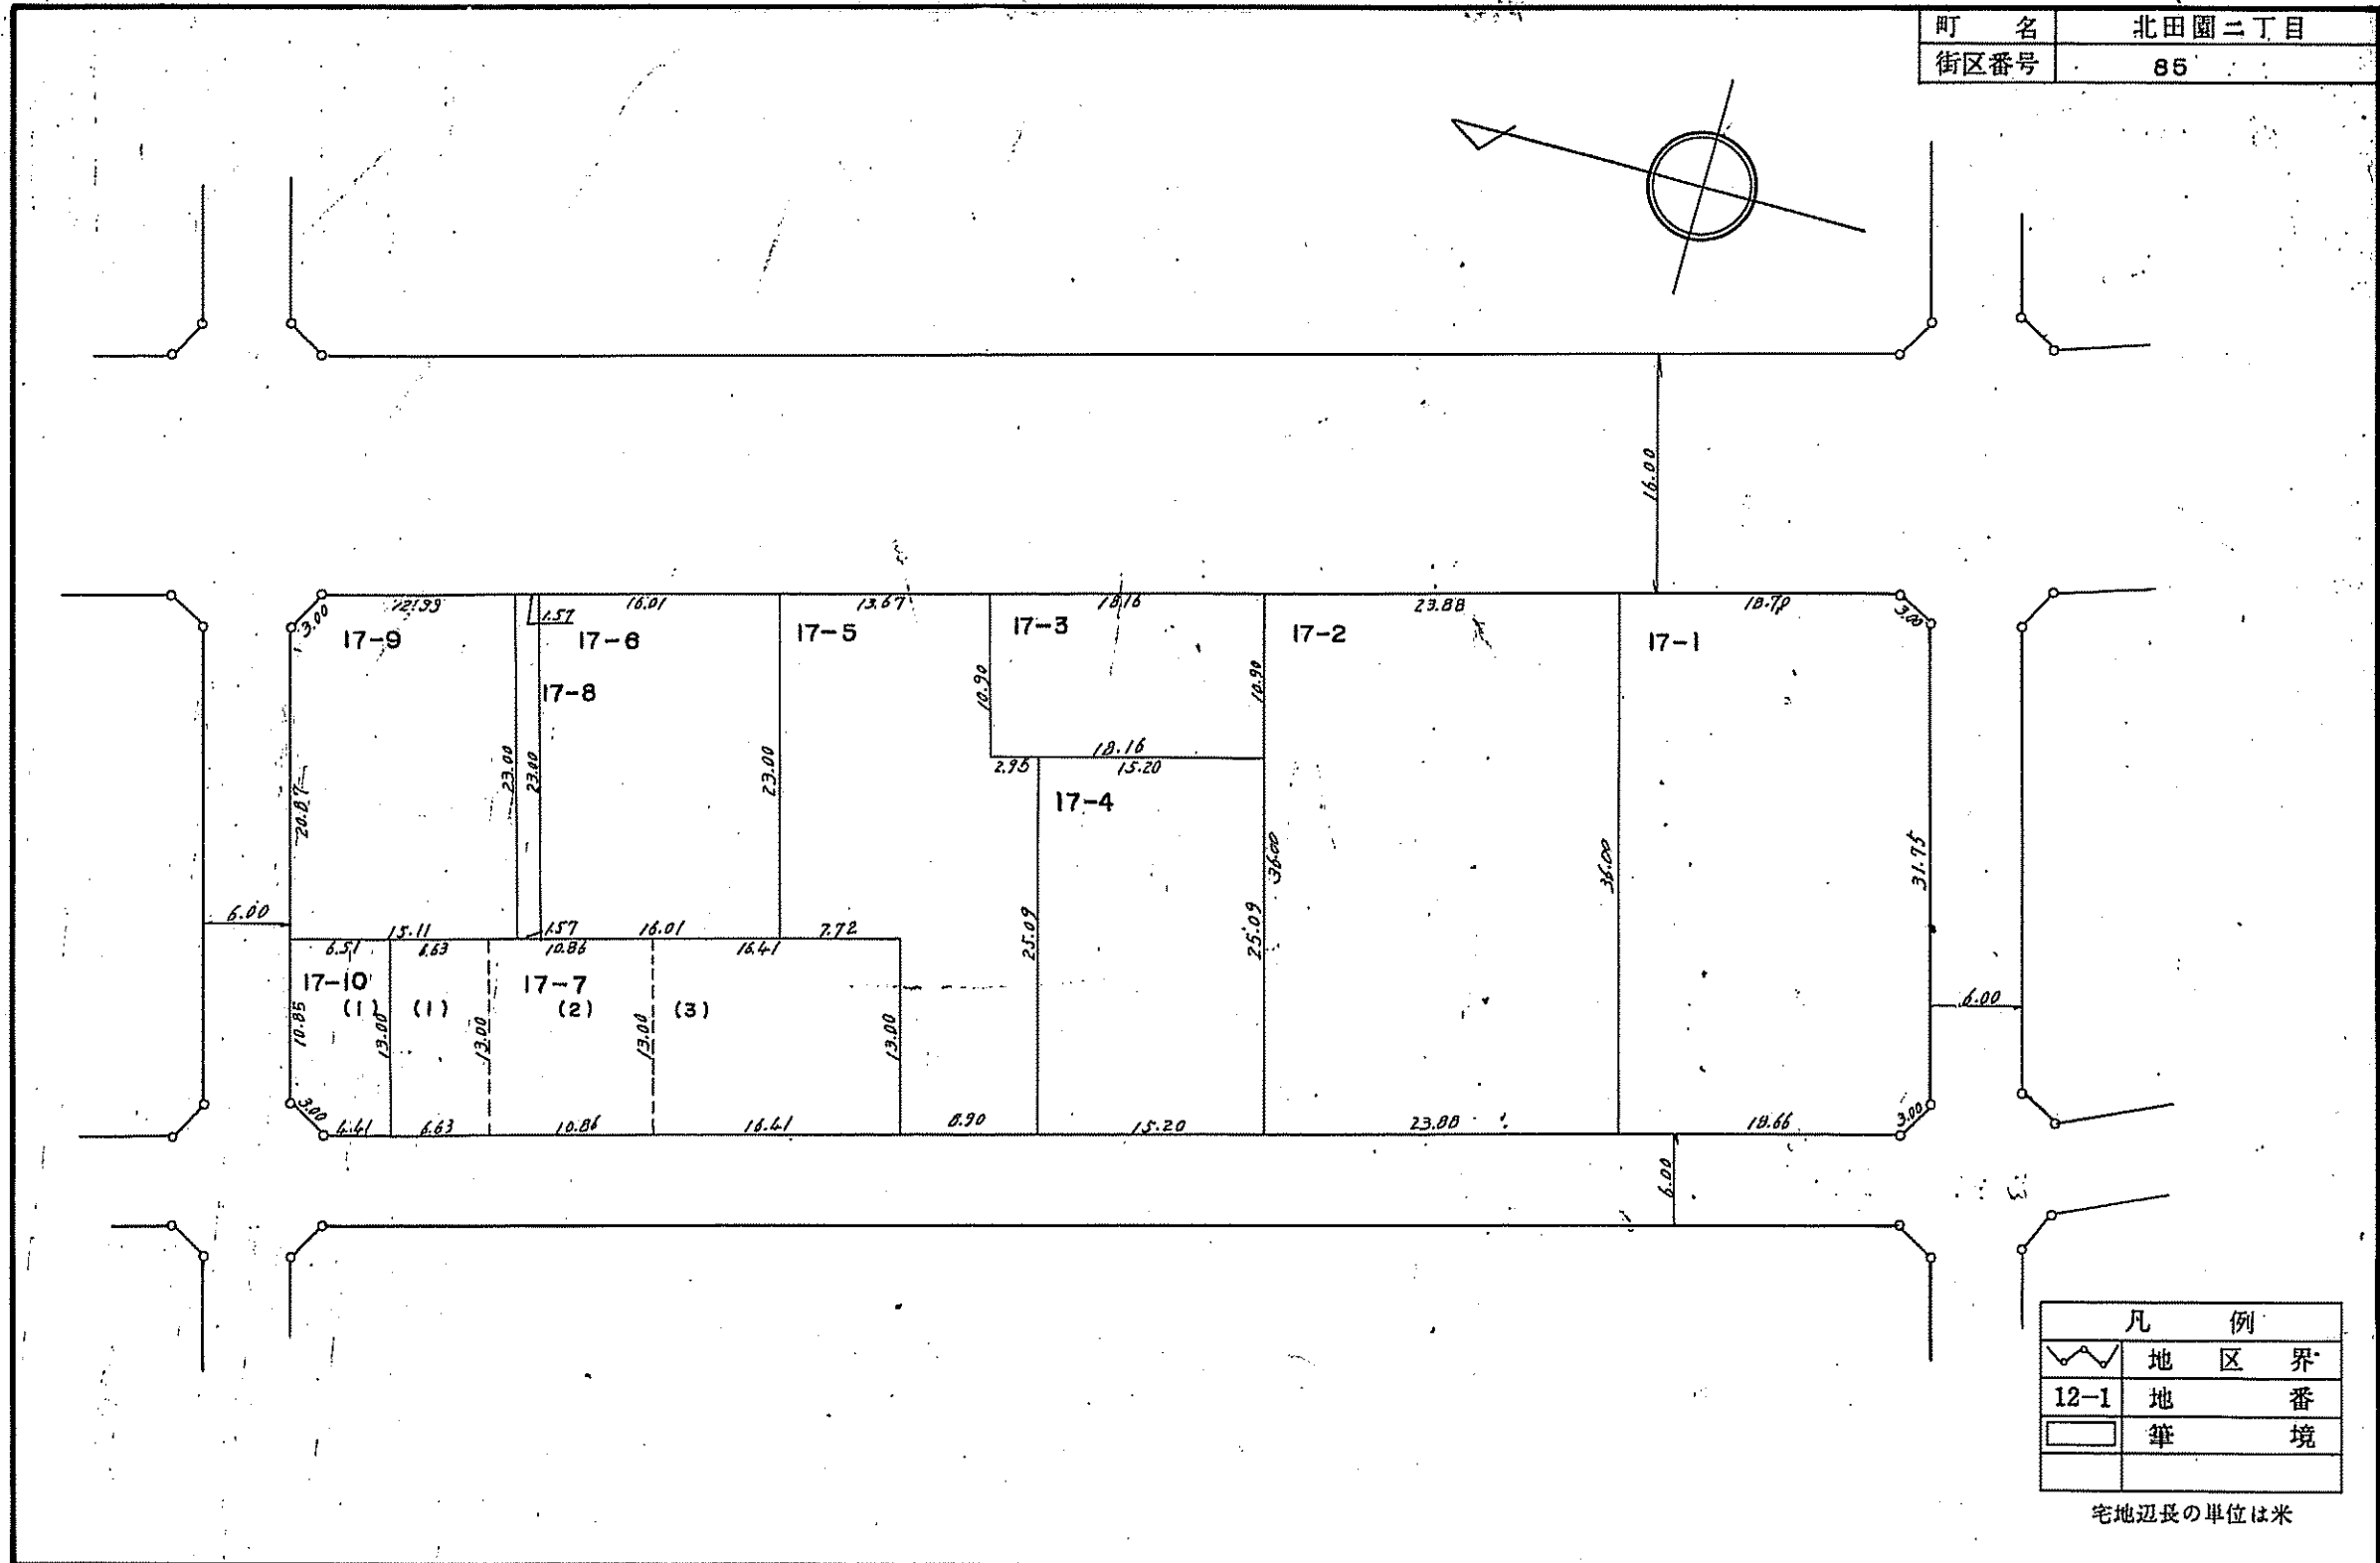 町 名 北田園二丁目
街区番号 85
16.00
12.99 16.01 13.67 18.16 23.88 18.70
3.00 1.57 3.00
17-9 17-6 17-5 17-3 17-2 17-1
17-8
10.90 10.90
23.00 23.00 23.00
18.16
2.95 15.20
17-4
20.87
36.00 36.00 31.75
6.00
15.11 1.57 16.01 7.72
25.09 25.09
6.51 6.63 10.86 16.41
17-10 17-7
(1) (1) (2) (3)
10.85 13.00 13.00 13.00 13.00
6.00
3.00 3.00
4.41 6.63 10.86 16.41 8.90 15.20 23.88 18.66
6.00
凡 例
地 区 界
12-1 地 番
筆 境
宅地辺長の単位は米